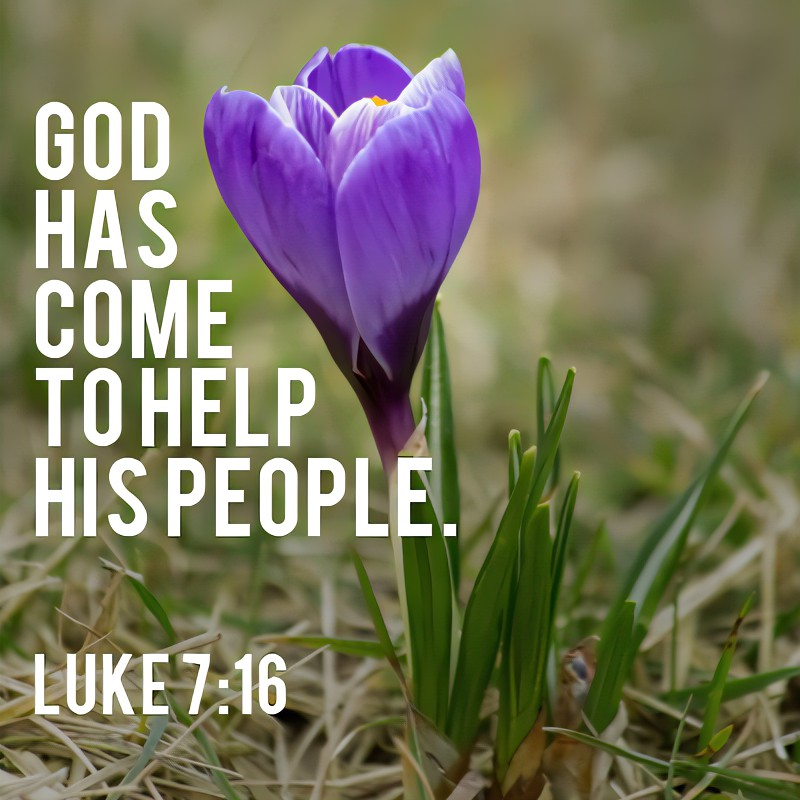 GOD
HAS
COME
TO HELP
HIS PEOPLE.
LUKE 7:16